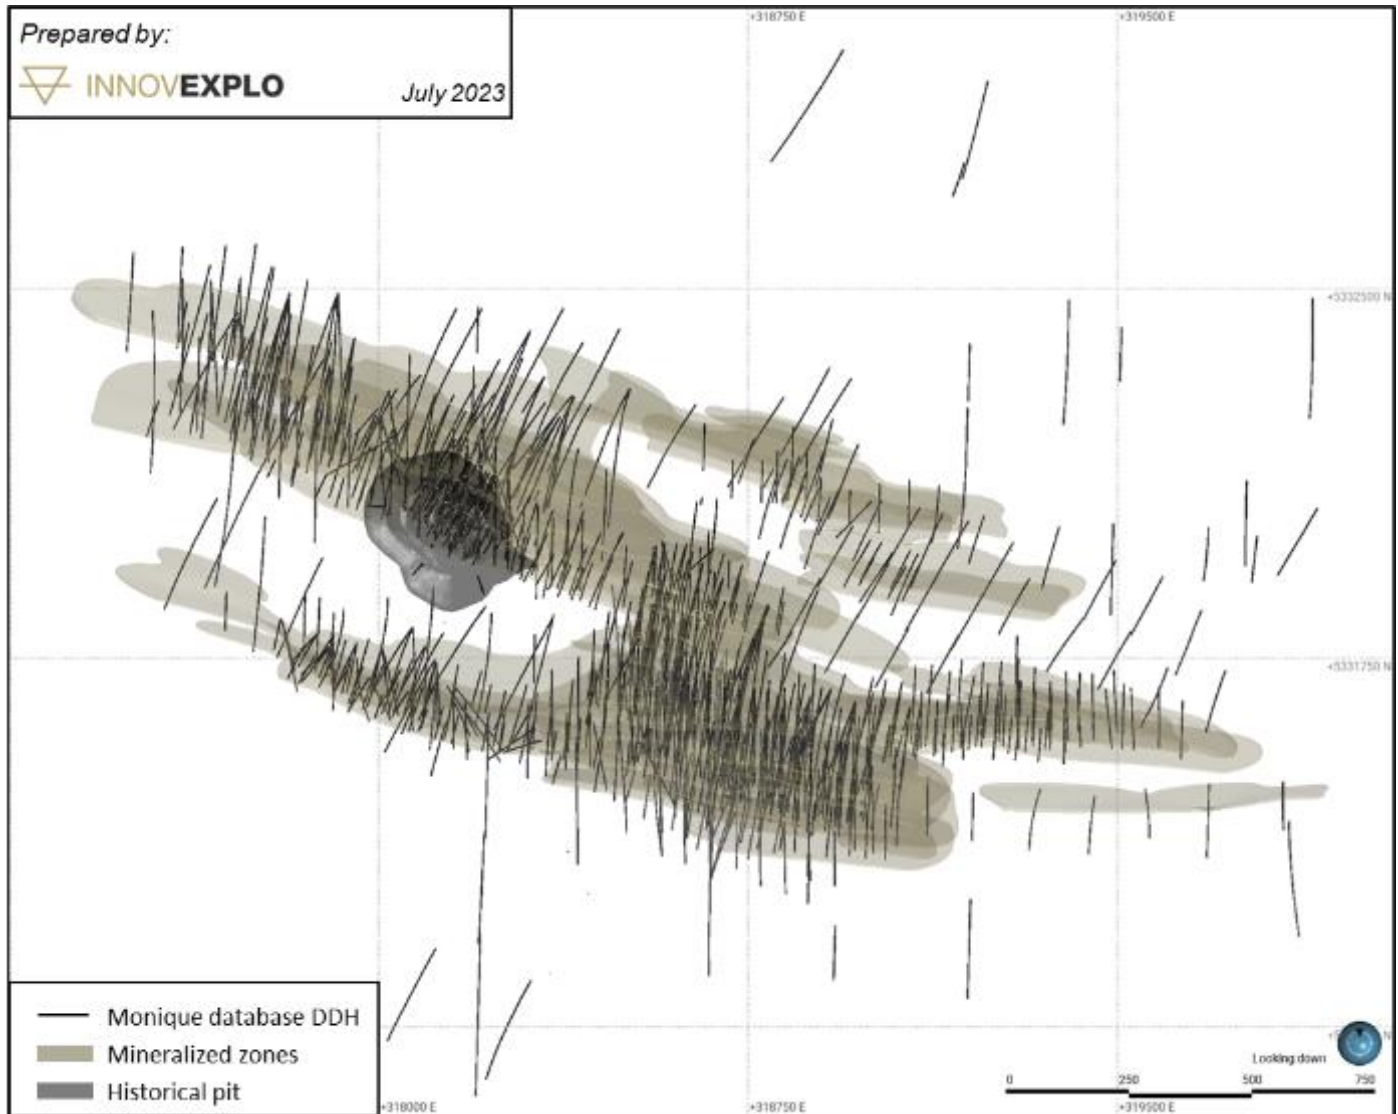 +318750 E
+319500 E
Prepared by:
INNOVEXPLO
July 2023
+5332500 N
+5331750 N
Monique database DDH
Mineralized zones
Historical pit
Looking down
0 250 500 750
+318000 E
+318750 E
+319500 E